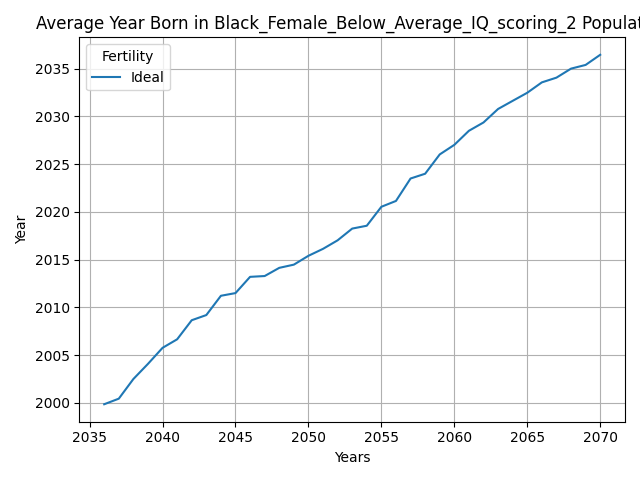 Average Year Born in Black_Female_Below_Average_IQ_scoring_2 Populat
Fertility
Ideal
2035
2030
2025
2020
2015
2010
2005
2000
Year
2035 2040 2045 2050 2055 2060 2065 2070
Years